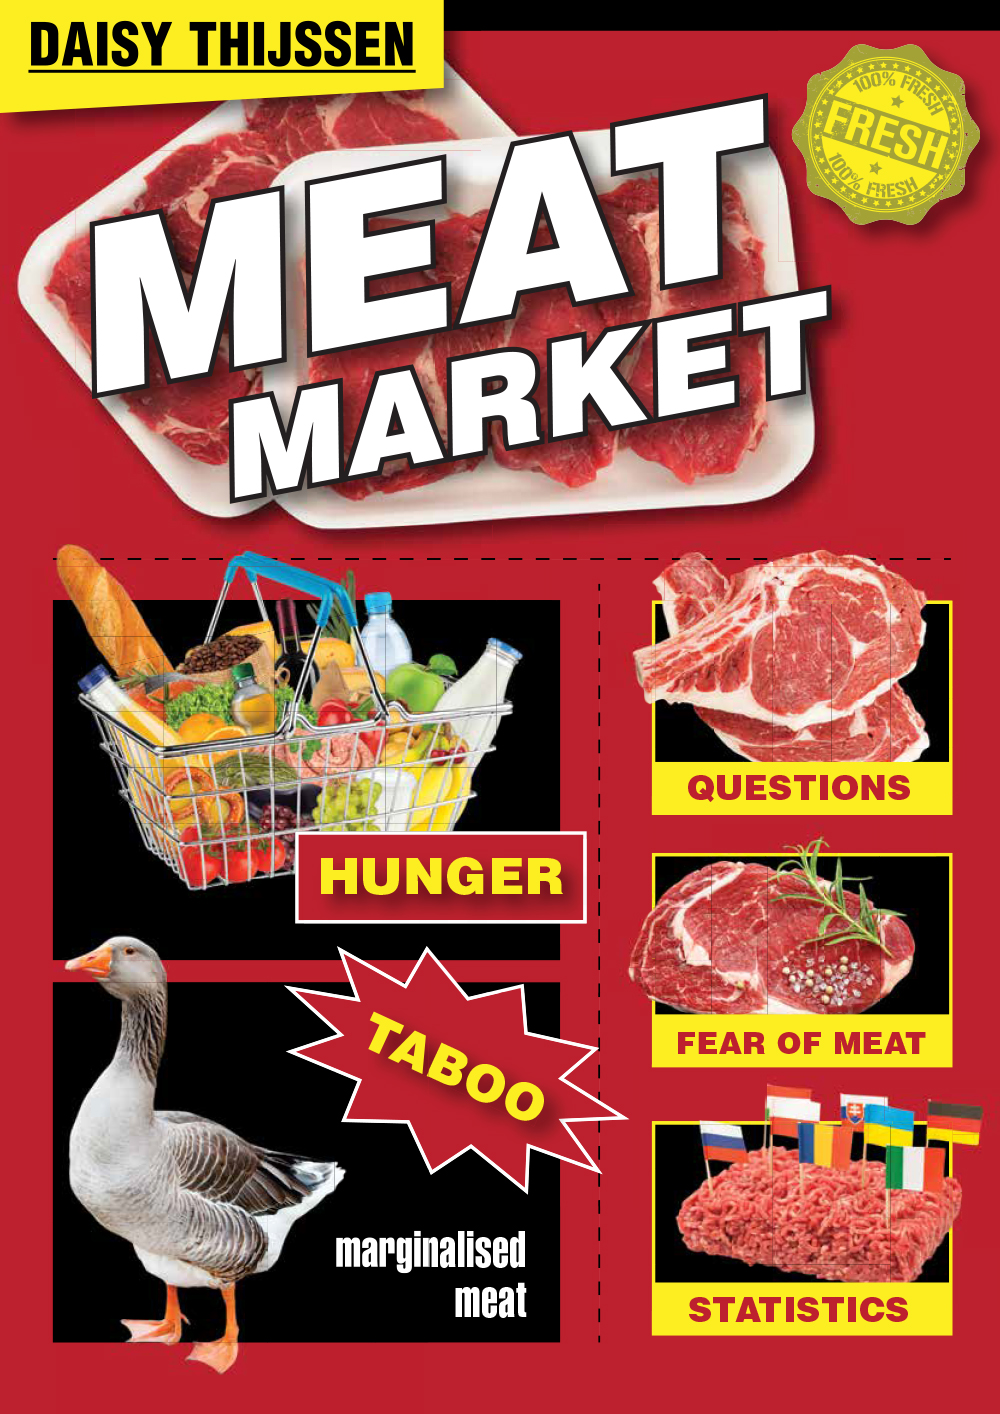 DAISY THIJSSEN
100% FRESH
FRESH
100% FRESH
MEAT
MARKET
HUNGER
TABOO
marginalised
meat
QUESTIONS
FEAR OF MEAT
STATISTICS